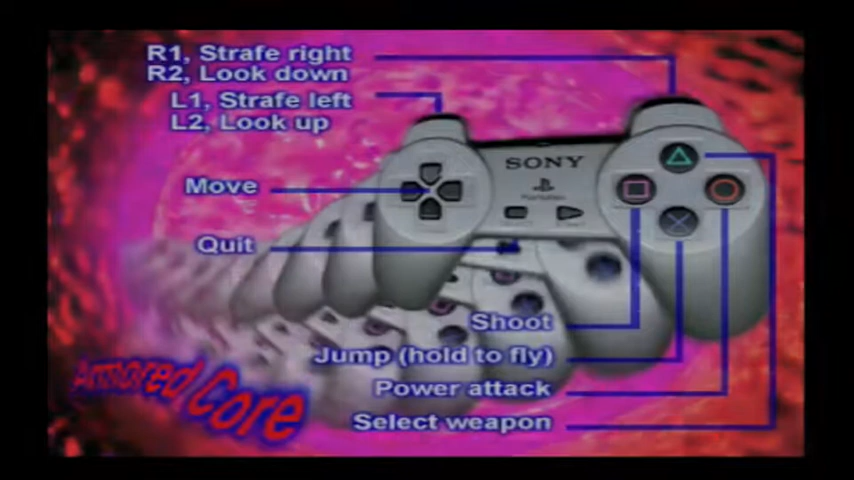 R1, Strafe right
R2, Look down
L1, Strafe left
L2, Look up
SONY
Move
Quit
Shoot
Jump (hold to fly)
Power attack
Select weapon
Armored Core